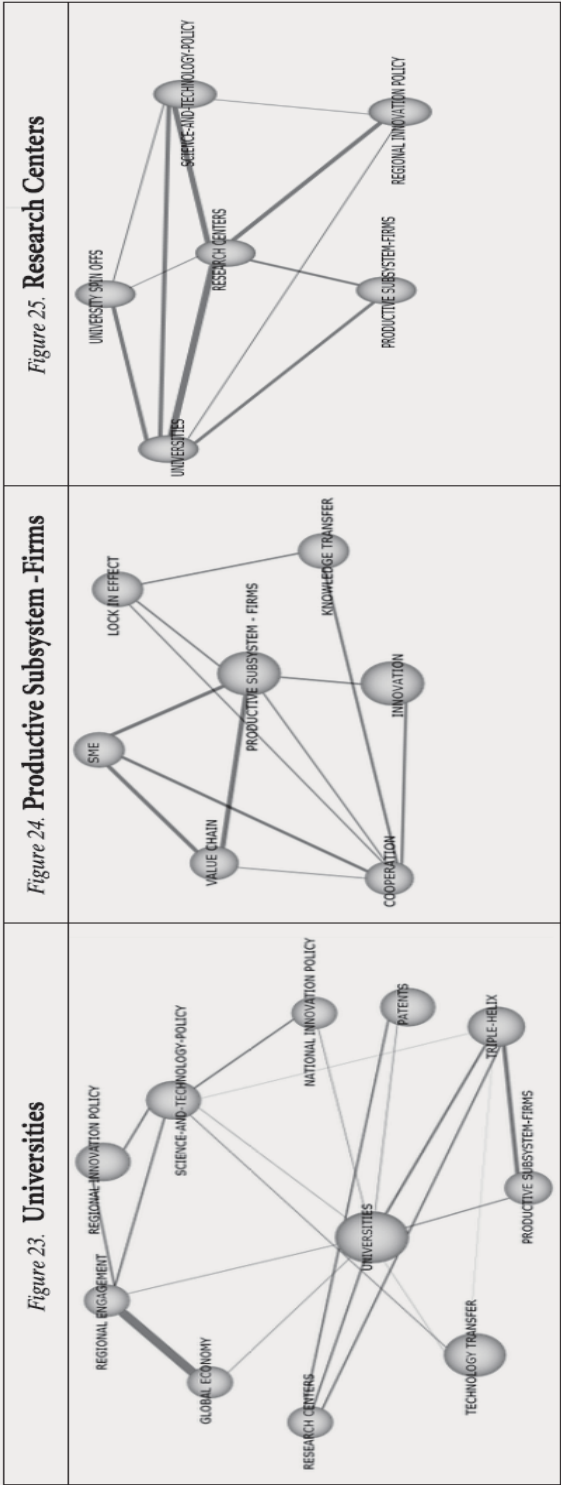 Figure 23. Universities
REGIONAL INNOVATION POLICY
REGIONAL ENGAGEMENT
SCIENCE-AND-TECHNOLOGY-POLICY
GLOBAL ECONOMY
NATIONAL INNOVATION POLICY
RESEARCH CENTERS
UNIVERSITIES
PATENTS
TECHNOLOGY TRANSFER
TRIPLE-HELIX
PRODUCTIVE SUBSYSTEM-FIRMS
Figure 24. Productive Subsystem -Firms
SME
LOCK IN EFFECT
VALUE CHAIN
PRODUCTIVE SUBSYSTEM - FIRMS
KNOWLEDGE TRANSFER
COOPERATION
INNOVATION
Figure 25. Research Centers
UNIVERSITY SPIN OFFS
SCIENCE-AND-TECHNOLOGY-POLICY
UNIVERSITIES
RESEARCH CENTERS
PRODUCTIVE SUBSYSTEM-FIRMS
REGIONAL INNOVATION POLICY